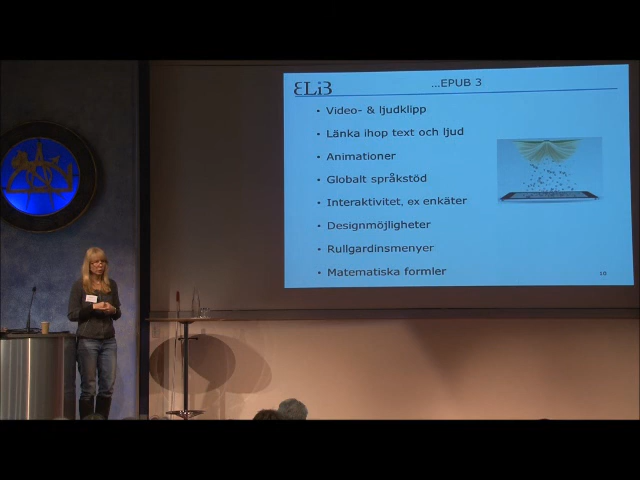 ELiB
...EPUB 3
• Video- & ljudklipp
• Länka ihop text och ljud
• Animationer
• Globalt språkstöd
• Interaktivitet, ex enkäter
• Designmöjligheter
• Rullgardinsmenyer
• Matematiska formler
10